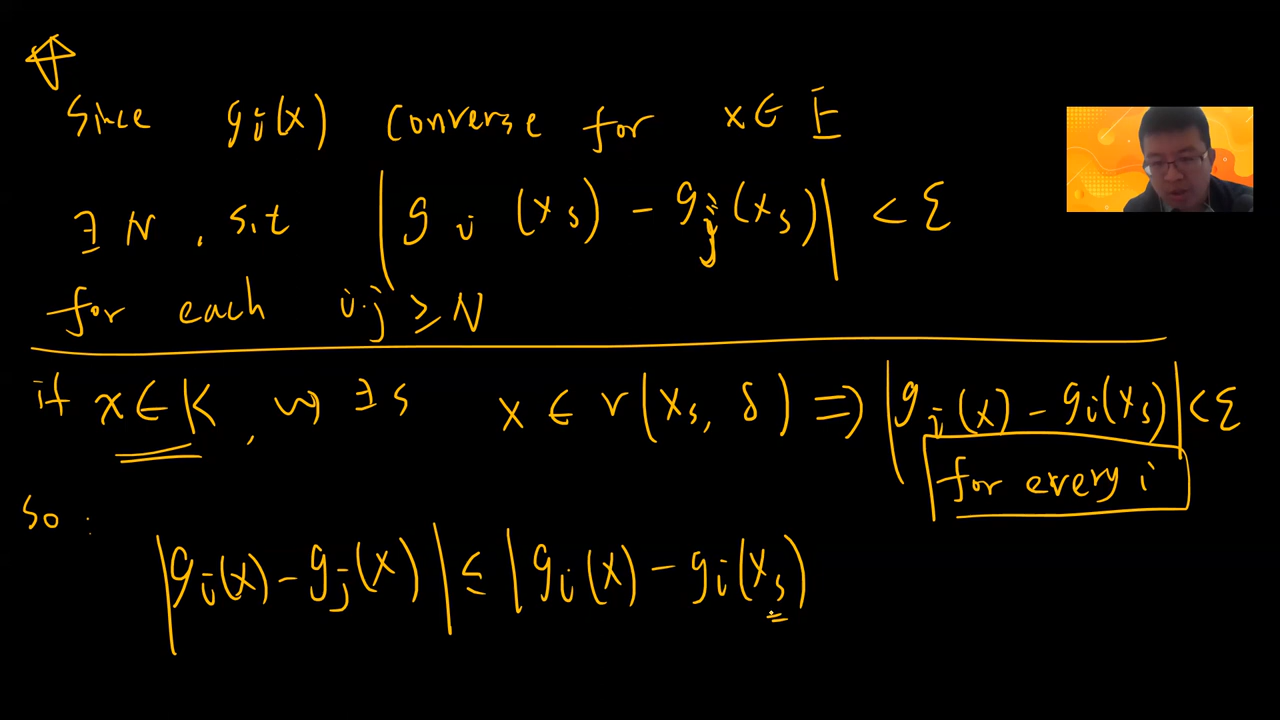 Since gi(x) converse for x ∈ E
∃ N , s.t |gi (xs) - gj(xs)| < ε
for each i.j ≥ N
if x ∈ K, ∃ s x ∈ v(xs, δ) ⇒ |gi(x) - gi(xs)| < ε
for every i
So :
|gi(x) - gj(x)| ≤ |gi(x) - gi(xs)